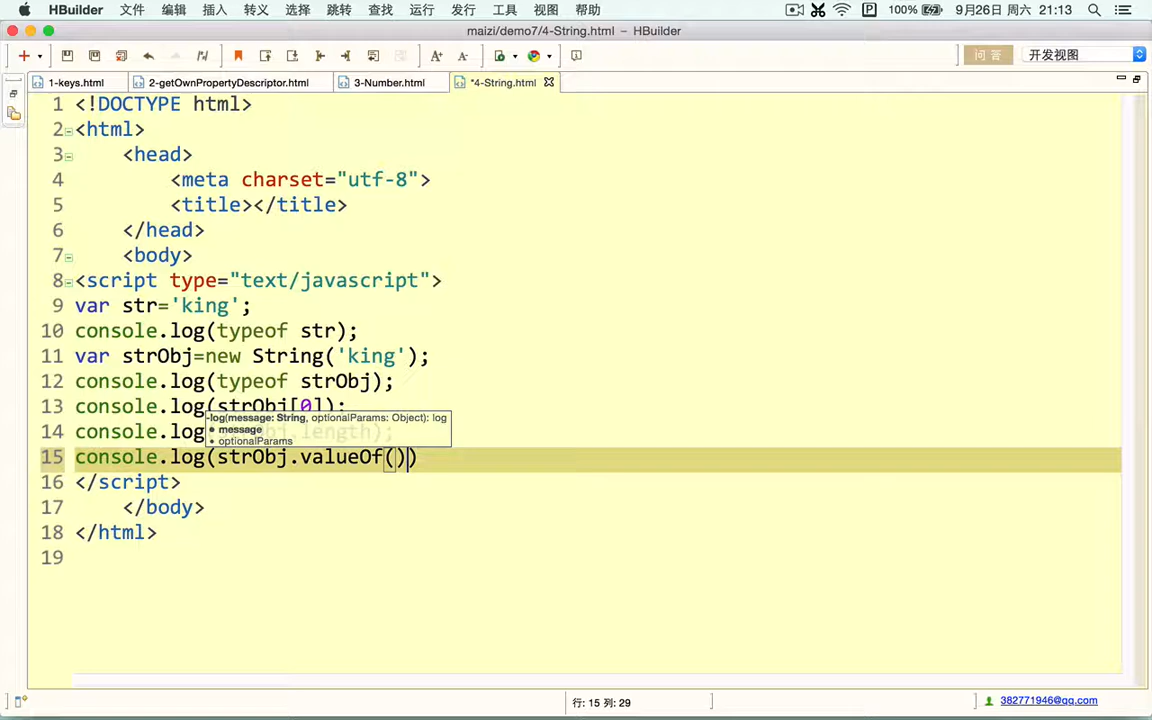 HBuilder 文件 编辑 插入 转义 选择 跳转 查找 运行 发行 工具 视图 帮助 100% 9月26日 周六 21:13
maizi/demo7/4-String.html – HBuilder
问 答 开发视图
1-keys.html 2-getOwnPropertyDescriptor.html 3-Number.html *4-String.html
1 <!DOCTYPE html>
2 <html>
3 <head>
4 <meta charset="utf-8">
5 <title></title>
6 </head>
7 <body>
8 <script type="text/javascript">
9 var str='king';
10 console.log(typeof str);
11 var strObj=new String('king');
12 console.log(typeof strObj);
13 console.log(strObj[0]);
log(message: String, optionalParams: Object): log
• message
14 console.log .length);
• optionalParams
15 console.log(strObj.valueOf())
16 </script>
17 </body>
18 </html>
19
行: 15 列: 29
382771946@qq.com